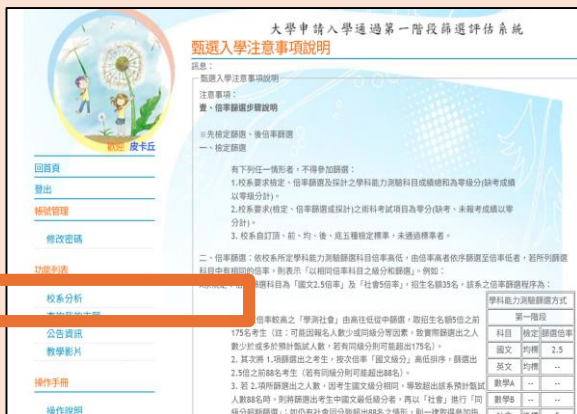 大學申請入學通過第一階段篩選評估系統
甄選入學注意事項說明
訊息：
甄選入學注意事項說明
注意事項：
壹、倍率篩選步驟說明
※先檢定篩選、後倍率篩選
一、檢定篩選
有下列任一情形者，不得參加篩選：
1.校系要求檢定、倍率篩選及採計之學科能力測驗科目成績總和為零級分(缺考成績
以零級分計)。
2.校系要求(檢定、倍率篩選或採計)之術科考試項目為零分(缺考、未報考成績以零
分計)。
3. 校系自訂頂、前、均、後、底五種檢定標準，未通過標準者。
二、倍率篩選：依校系所定學科能力測驗篩選科目倍率高低，由倍率高者依序篩選至倍率低者，若所列篩選
科目中有相同的倍率，則表示「以相同倍率科目之級分和篩選」。例如：
篩選科目為「國文2.5倍率」及「社會5倍率」，招生名額35名，該系之倍率篩選程序為：
倍率較高之「學測社會」由高往低從中篩選，取招生名額5倍之前
175名考生（註：可能因報名人數少或同級分等因素，致實際篩選出之人
數少於或多於預計甄試人數，若有同級分則可能超出175名）。
2. 其次將 1.項篩選出之考生，按次倍率「國文級分」高低排序，篩選出
2.5倍之前88名考生（若有同級分則可能超出88名）。
3. 若 2.項所篩選出之人數，因考生國文級分相同，導致超出該系預計甄試
人數88名時，則將篩選出考生中國文最低級分者，再以「社會」進行「同
學科能力測驗篩選方式
第一階段
科目 檢定 篩選倍率
國文 均標 2.5
英文 均標 --
數學A -- --
數學B -- --
歡迎 皮卡丘
回首頁
登出
帳號管理
修改密碼
功能列表
校系分析
公告資訊
教學影片
操作手冊
操作說明